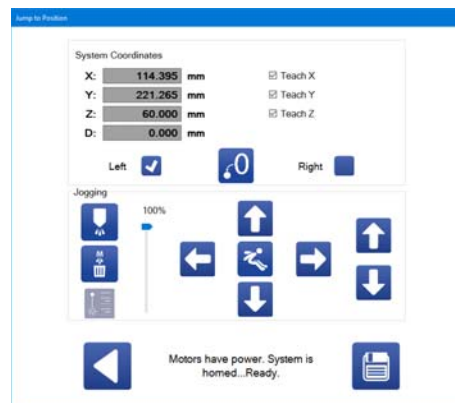 Jump to Position
System Coordinates
X: 114.395 mm Teach X
Y: 221.265 mm Teach Y
Z: 60.000 mm Teach Z
D: 0.000 mm
Left 0 Right
Jogging
100%
Motors have power. System is
homed...Ready.